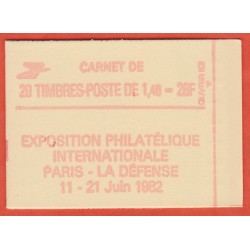 CARNET DE
20 TIMBRES-POSTE DE 1,40 = 28F
EXPOSITION PHILATÉLIQUE
INTERNATIONALE
PARIS - LA DÉFENSE
11 - 21 Juin 1982